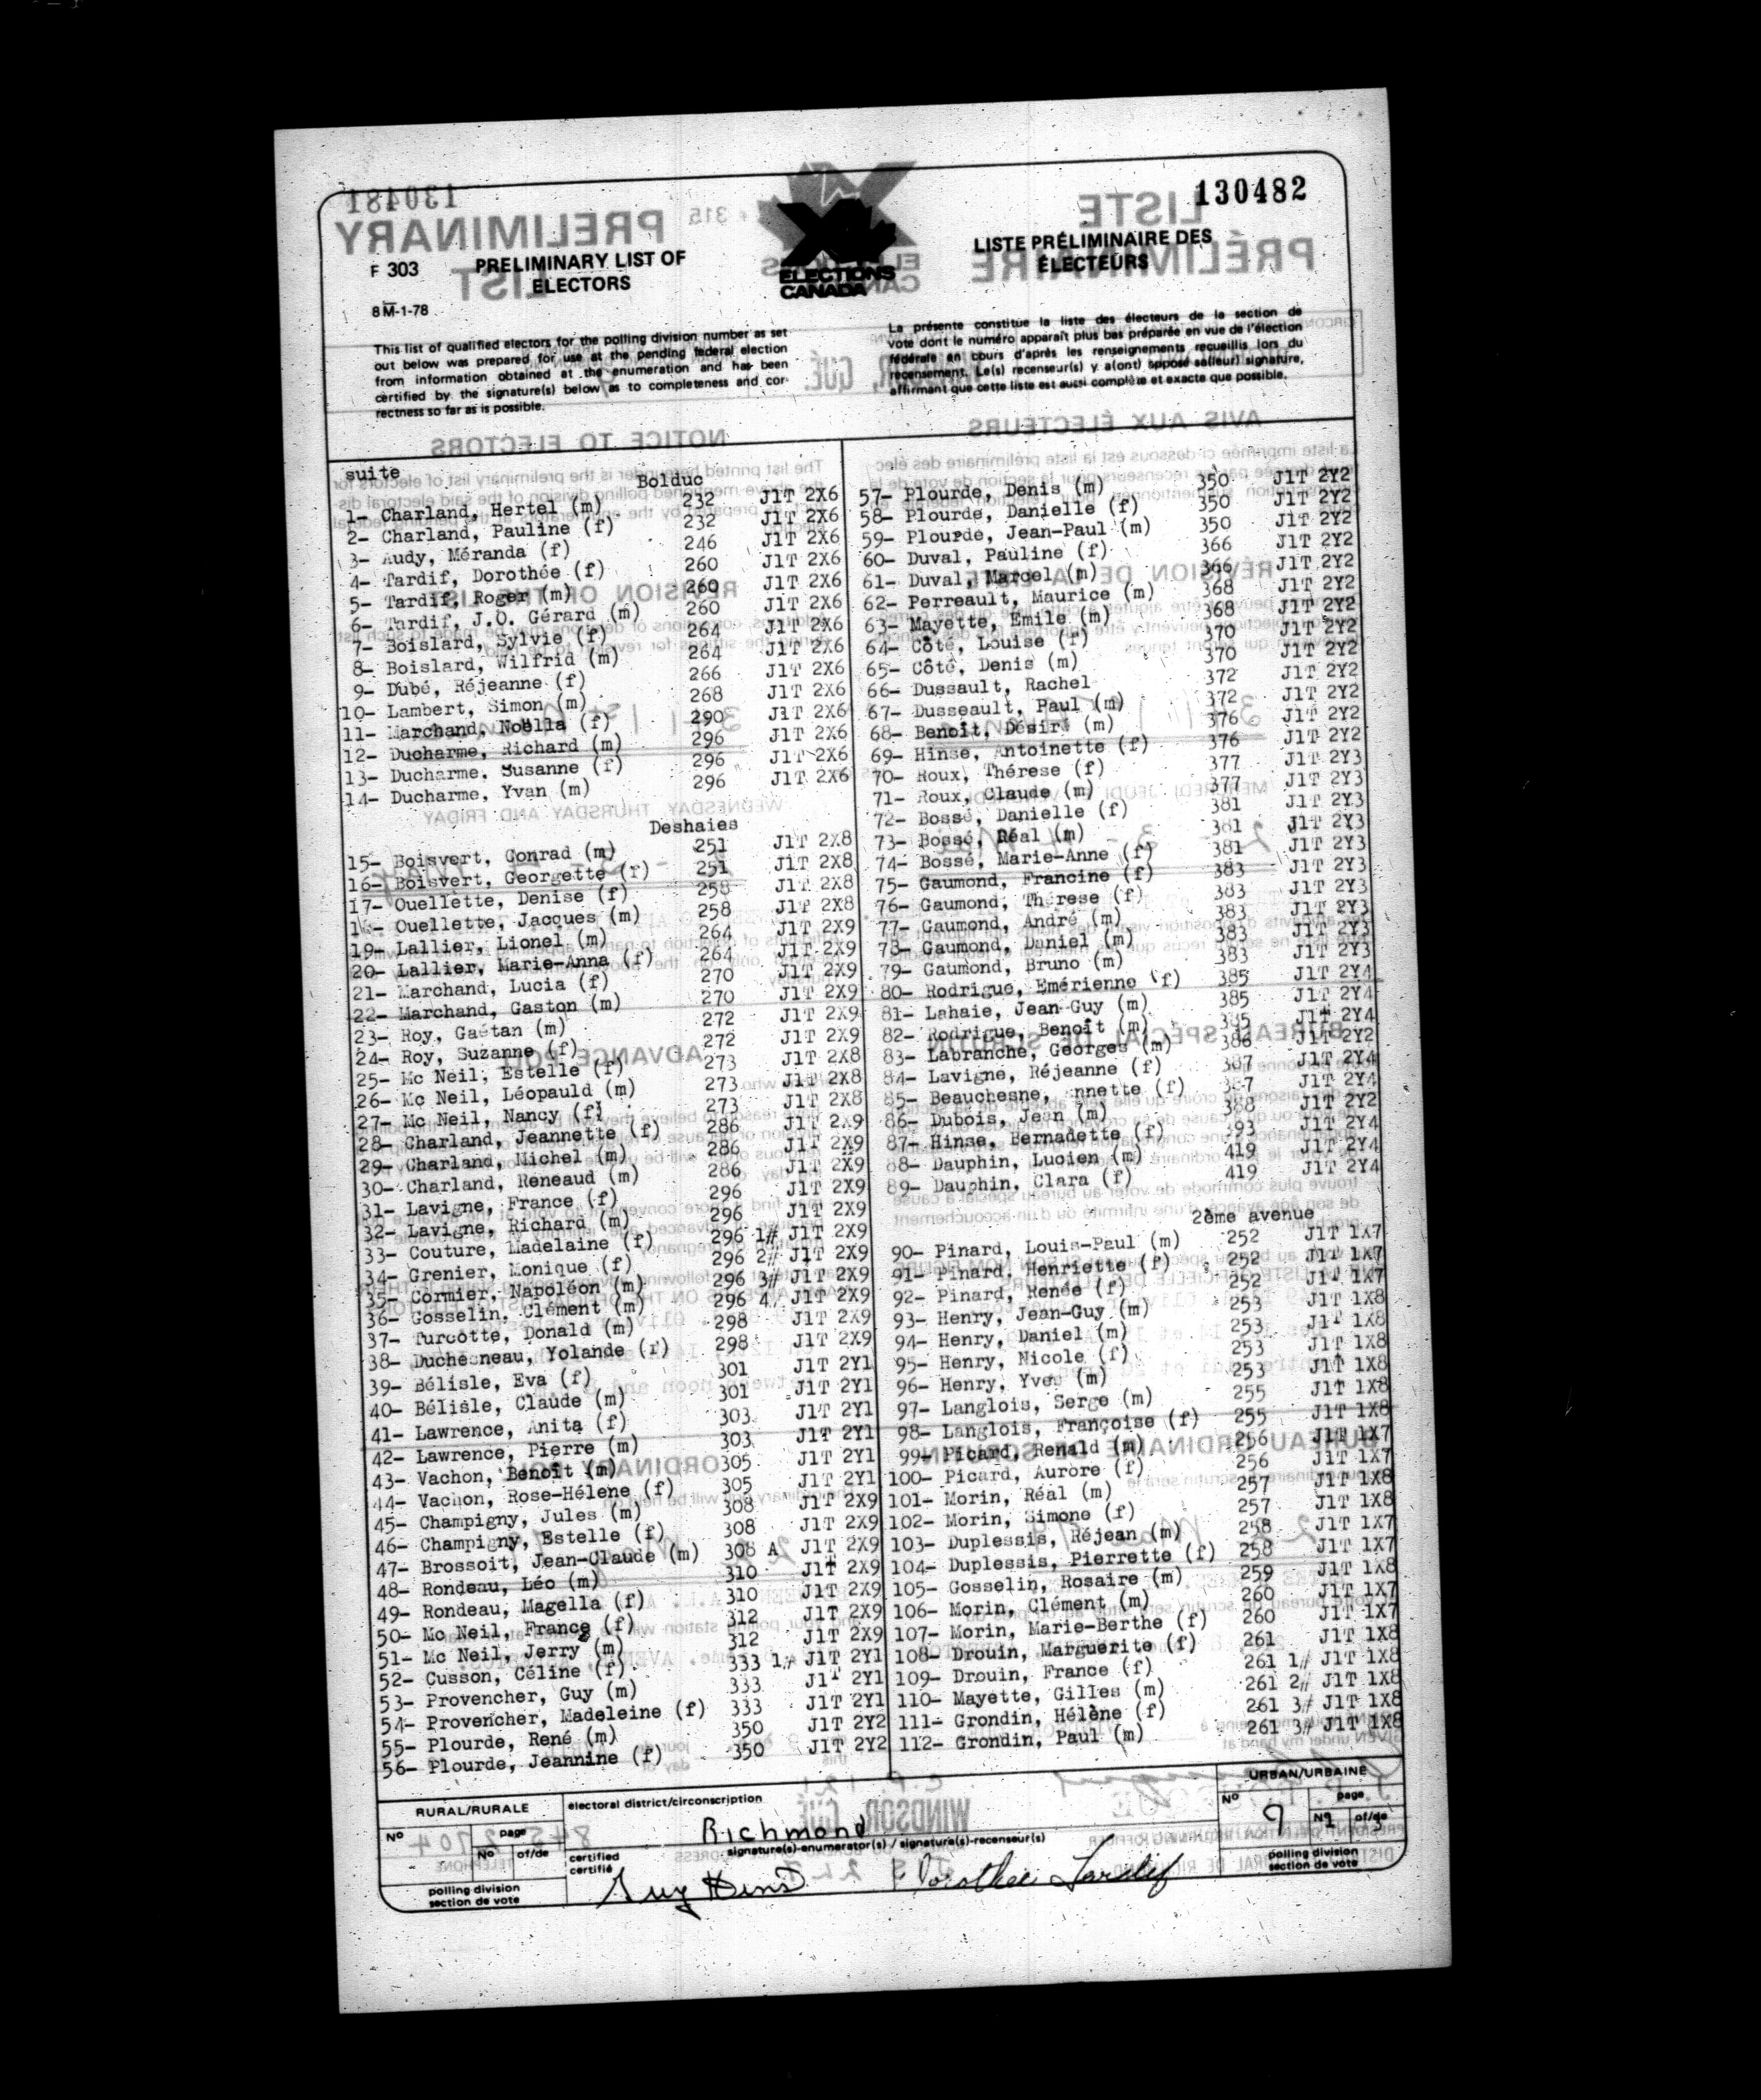 130482
F 303
PRELIMINARY LIST OF
ELECTORS
8M-1-78
ELECTIONS
CANADA
LISTE PRÉLIMINAIRE DES
ÉLECTEURS
This list of qualified electors for the polling division number as set
out below was prepared for use at the pending federal election
from information obtained at the enumeration and has been
certified by the signature(s) below as to completeness and cor-
rectness so far as is possible.
La présente constitue la liste des électeurs de la section de
vote dont le numéro apparaît plus bas préparée en vue de l'élection
fédérale en cours d'après les renseignements recueillis lors du
recensement. Le(s) recenseur(s) y a(ont) apposé sa(leur) signature,
affirmant que cette liste est aussi complète et exacte que possible.
suite
Bolduc
1- Charland, Hertel (m) 232 J1T 2X6
2- Charland, Pauline (f) 232 J1T 2X6
3- Audy, Méranda (f) 246 J1T 2X6
4- Tardif, Dorothée (f) 260 J1T 2X6
5- Tardif, Roger (m) 260 J1T 2X6
6- Tardif, J.O. Gérard (m) 260 J1T 2X6
7- Boislard, Sylvie (f) 264 J1T 2X6
8- Boislard, Wilfrid (m) 264 J1T 2X6
9- Dubé, Réjeanne (f) 266 J1T 2X6
10- Lambert, Simon (m) 268 J1T 2X6
11- Marchand, Noëlla (f) 290 J1T 2X6
12- Ducharme, Richard (m) 296 J1T 2X6
13- Ducharme, Susanne (f) 296 J1T 2X6
14- Ducharme, Yvan (m) 296 J1T 2X6
Deshaies
15- Boisvert, Conrad (m) 251 J1T 2X8
16- Boisvert, Georgette (f) 251 J1T 2X8
17- Ouellette, Denise (f) 258 J1T 2X8
18- Ouellette, Jacques (m) 258 J1T 2X8
19- Lallier, Lionel (m) 264 J1T 2X9
20- Lallier, Marie-Anna (f) 264 J1T 2X9
21- Marchand, Lucia (f) 270 J1T 2X9
22- Marchand, Gaston (m) 270 J1T 2X9
23- Roy, Gaétan (m) 272 J1T 2X9
24- Roy, Suzanne (f) 272 J1T 2X9
25- Mc Neil, Estelle (f) 273 J1T 2X8
26- Mc Neil, Léopauld (m) 273 J1T 2X8
27- Mc Neil, Nancy (f) 273 J1T 2X8
28- Charland, Jeannette (f) 286 J1T 2X9
29- Charland, Michel (m) 286 J1T 2X9
30- Charland, Reneaud (m) 286 J1T 2X9
31- Lavigne, France (f) 296 J1T 2X9
32- Lavigne, Richard (m) 296 J1T 2X9
33- Couture, Madelaine (f) 296 1# J1T 2X9
34- Grenier, Monique (f) 296 2# J1T 2X9
35- Cormier, Napoléon (m) 296 3# J1T 2X9
36- Gosselin, Clément (m) 296 4# J1T 2X9
37- Turcotte, Donald (m) 298 J1T 2X9
38- Duchesneau, Yolande (f) 298 J1T 2X9
39- Bélisle, Eva (f) 301 J1T 2Y1
40- Bélisle, Claude (m) 301 J1T 2Y1
41- Lawrence, Anita (f) 303 J1T 2Y1
42- Lawrence, Pierre (m) 303 J1T 2Y1
43- Vachon, Benoît (m) 305 J1T 2Y1
44- Vachon, Rose-Hélene (f) 305 J1T 2Y1
45- Champigny, Jules (m) 308 J1T 2X9
46- Champigny, Estelle (f) 308 J1T 2X9
47- Brossoit, Jean-Claude (m) 308 A J1T 2X9
48- Rondeau, Léo (m) 310 J1T 2X9
49- Rondeau, Magella (f) 310 J1T 2X9
50- Mc Neil, France (f) 312 J1T 2X9
51- Mc Neil, Jerry (m) 312 J1T 2X9
52- Cusson, Céline (f) 333 1# J1T 2Y1
53- Provencher, Guy (m) 333 J1T 2Y1
54- Provencher, Madeleine (f) 333 J1T 2Y1
55- Plourde, René (m) 350 J1T 2Y2
56- Plourde, Jeannine (f) 350 J1T 2Y2
57- Plourde, Denis (m) 350 J1T 2Y2
58- Plourde, Danielle (f) 350 J1T 2Y2
59- Plourde, Jean-Paul (m) 350 J1T 2Y2
60- Duval, Pauline (f) 366 J1T 2Y2
61- Duval, Marcel (m) 366 J1T 2Y2
62- Perreault, Maurice (m) 368 J1T 2Y2
63- Mayette, Émile (m) 368 J1T 2Y2
64- Côté, Louise (f) 370 J1T 2Y2
65- Côté, Denis (m) 370 J1T 2Y2
66- Dussault, Rachel 372 J1T 2Y2
67- Dusseault, Paul (m) 372 J1T 2Y2
68- Benoît, Désiré (m) 376 J1T 2Y2
69- Hinse, Antoinette (f) 376 J1T 2Y2
70- Roux, Thérese (f) 377 J1T 2Y3
71- Roux, Claude (m) 377 J1T 2Y3
72- Bossé, Danielle (f) 381 J1T 2Y3
73- Bossé, Réal (m) 381 J1T 2Y3
74- Bossé, Marie-Anne (f) 381 J1T 2Y3
75- Gaumond, Francine (f) 383 J1T 2Y3
76- Gaumond, Thérese (f) 383 J1T 2Y3
77- Gaumond, André (m) 383 J1T 2Y3
78- Gaumond, Daniel (m) 383 J1T 2Y3
79- Gaumond, Bruno (m) 383 J1T 2Y3
80- Rodrigue, Emérienne (f) 385 J1T 2Y4
81- Lahaie, Jean-Guy (m) 385 J1T 2Y4
82- Rodrigue, Benoît (m) 385 J1T 2Y4
83- Labranche, Georges (m) 386 J1T 2Y2
84- Lavigne, Réjeanne (f) 387 J1T 2Y4
85- Beauchesne, nnette (f) 387 J1T 2Y4
86- Dubois, Jean (m) 388 J1T 2Y2
87- Hinse, Bernadette (f) 393 J1T 2Y4
88- Dauphin, Lucien (m) 419 J1T 2Y4
89- Dauphin, Clara (f) 419 J1T 2Y4
2ème avenue
90- Pinard, Louis-Paul (m) 252 J1T 1X7
91- Pinard, Henriette (f) 252 J1T 1X7
92- Pinard, Renée (f) 252 J1T 1X7
93- Henry, Jean-Guy (m) 253 J1T 1X8
94- Henry, Daniel (m) 253 J1T 1X8
95- Henry, Nicole (f) 253 J1T 1X8
96- Henry, Yves (m) 253 J1T 1X8
97- Langlois, Serge (m) 255 J1T 1X8
98- Langlois, Françoise (f) 255 J1T 1X8
99- Picard, Renald (m) 256 J1T 1X7
100- Picard, Aurore (f) 256 J1T 1X7
101- Morin, Réal (m) 257 J1T 1X8
102- Morin, Simone (f) 257 J1T 1X8
103- Duplessis, Réjean (m) 258 J1T 1X7
104- Duplessis, Pierrette (f) 258 J1T 1X7
105- Gosselin, Rosaire (m) 259 J1T 1X8
106- Morin, Clément (m) 260 J1T 1X7
107- Morin, Marie-Berthe (f) 260 J1T 1X7
108- Drouin, Marguerite (f) 261 J1T 1X8
109- Drouin, France (f) 261 1# J1T 1X8
110- Mayette, Gilles (m) 261 2# J1T 1X8
111- Grondin, Hélène (f) 261 3# J1T 1X8
112- Grondin, Paul (m) 261 3# J1T 1X8
RURAL/RURALE
No page
No of/de
polling division
section de vote
electoral district/circonscription
Richmond
signature(s)-enumerator(s) / signature(s)-recenseur(s)
certified
certifié
Guy
Dorothée Tardif
URBAN/URBAINE
No page
9
No of/de
polling division
section de vote